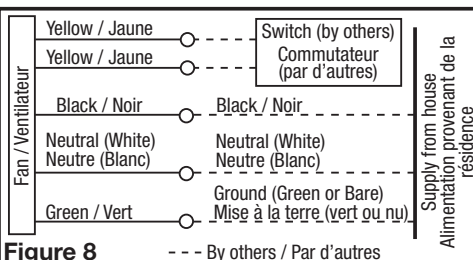 Yellow / Jaune
Yellow / Jaune
Switch (by others)
Commutateur
(par d'autres)
Fan / Ventilateur
Black / Noir
Black / Noir
Neutral (White)
Neutre (Blanc)
Neutral (White)
Neutre (Blanc)
Green / Vert
Ground (Green or Bare)
Mise à la terre (vert ou nu)
Supply from house
Alimentation provenant de la
résidence
Figure 8
- - - By others / Par d'autres